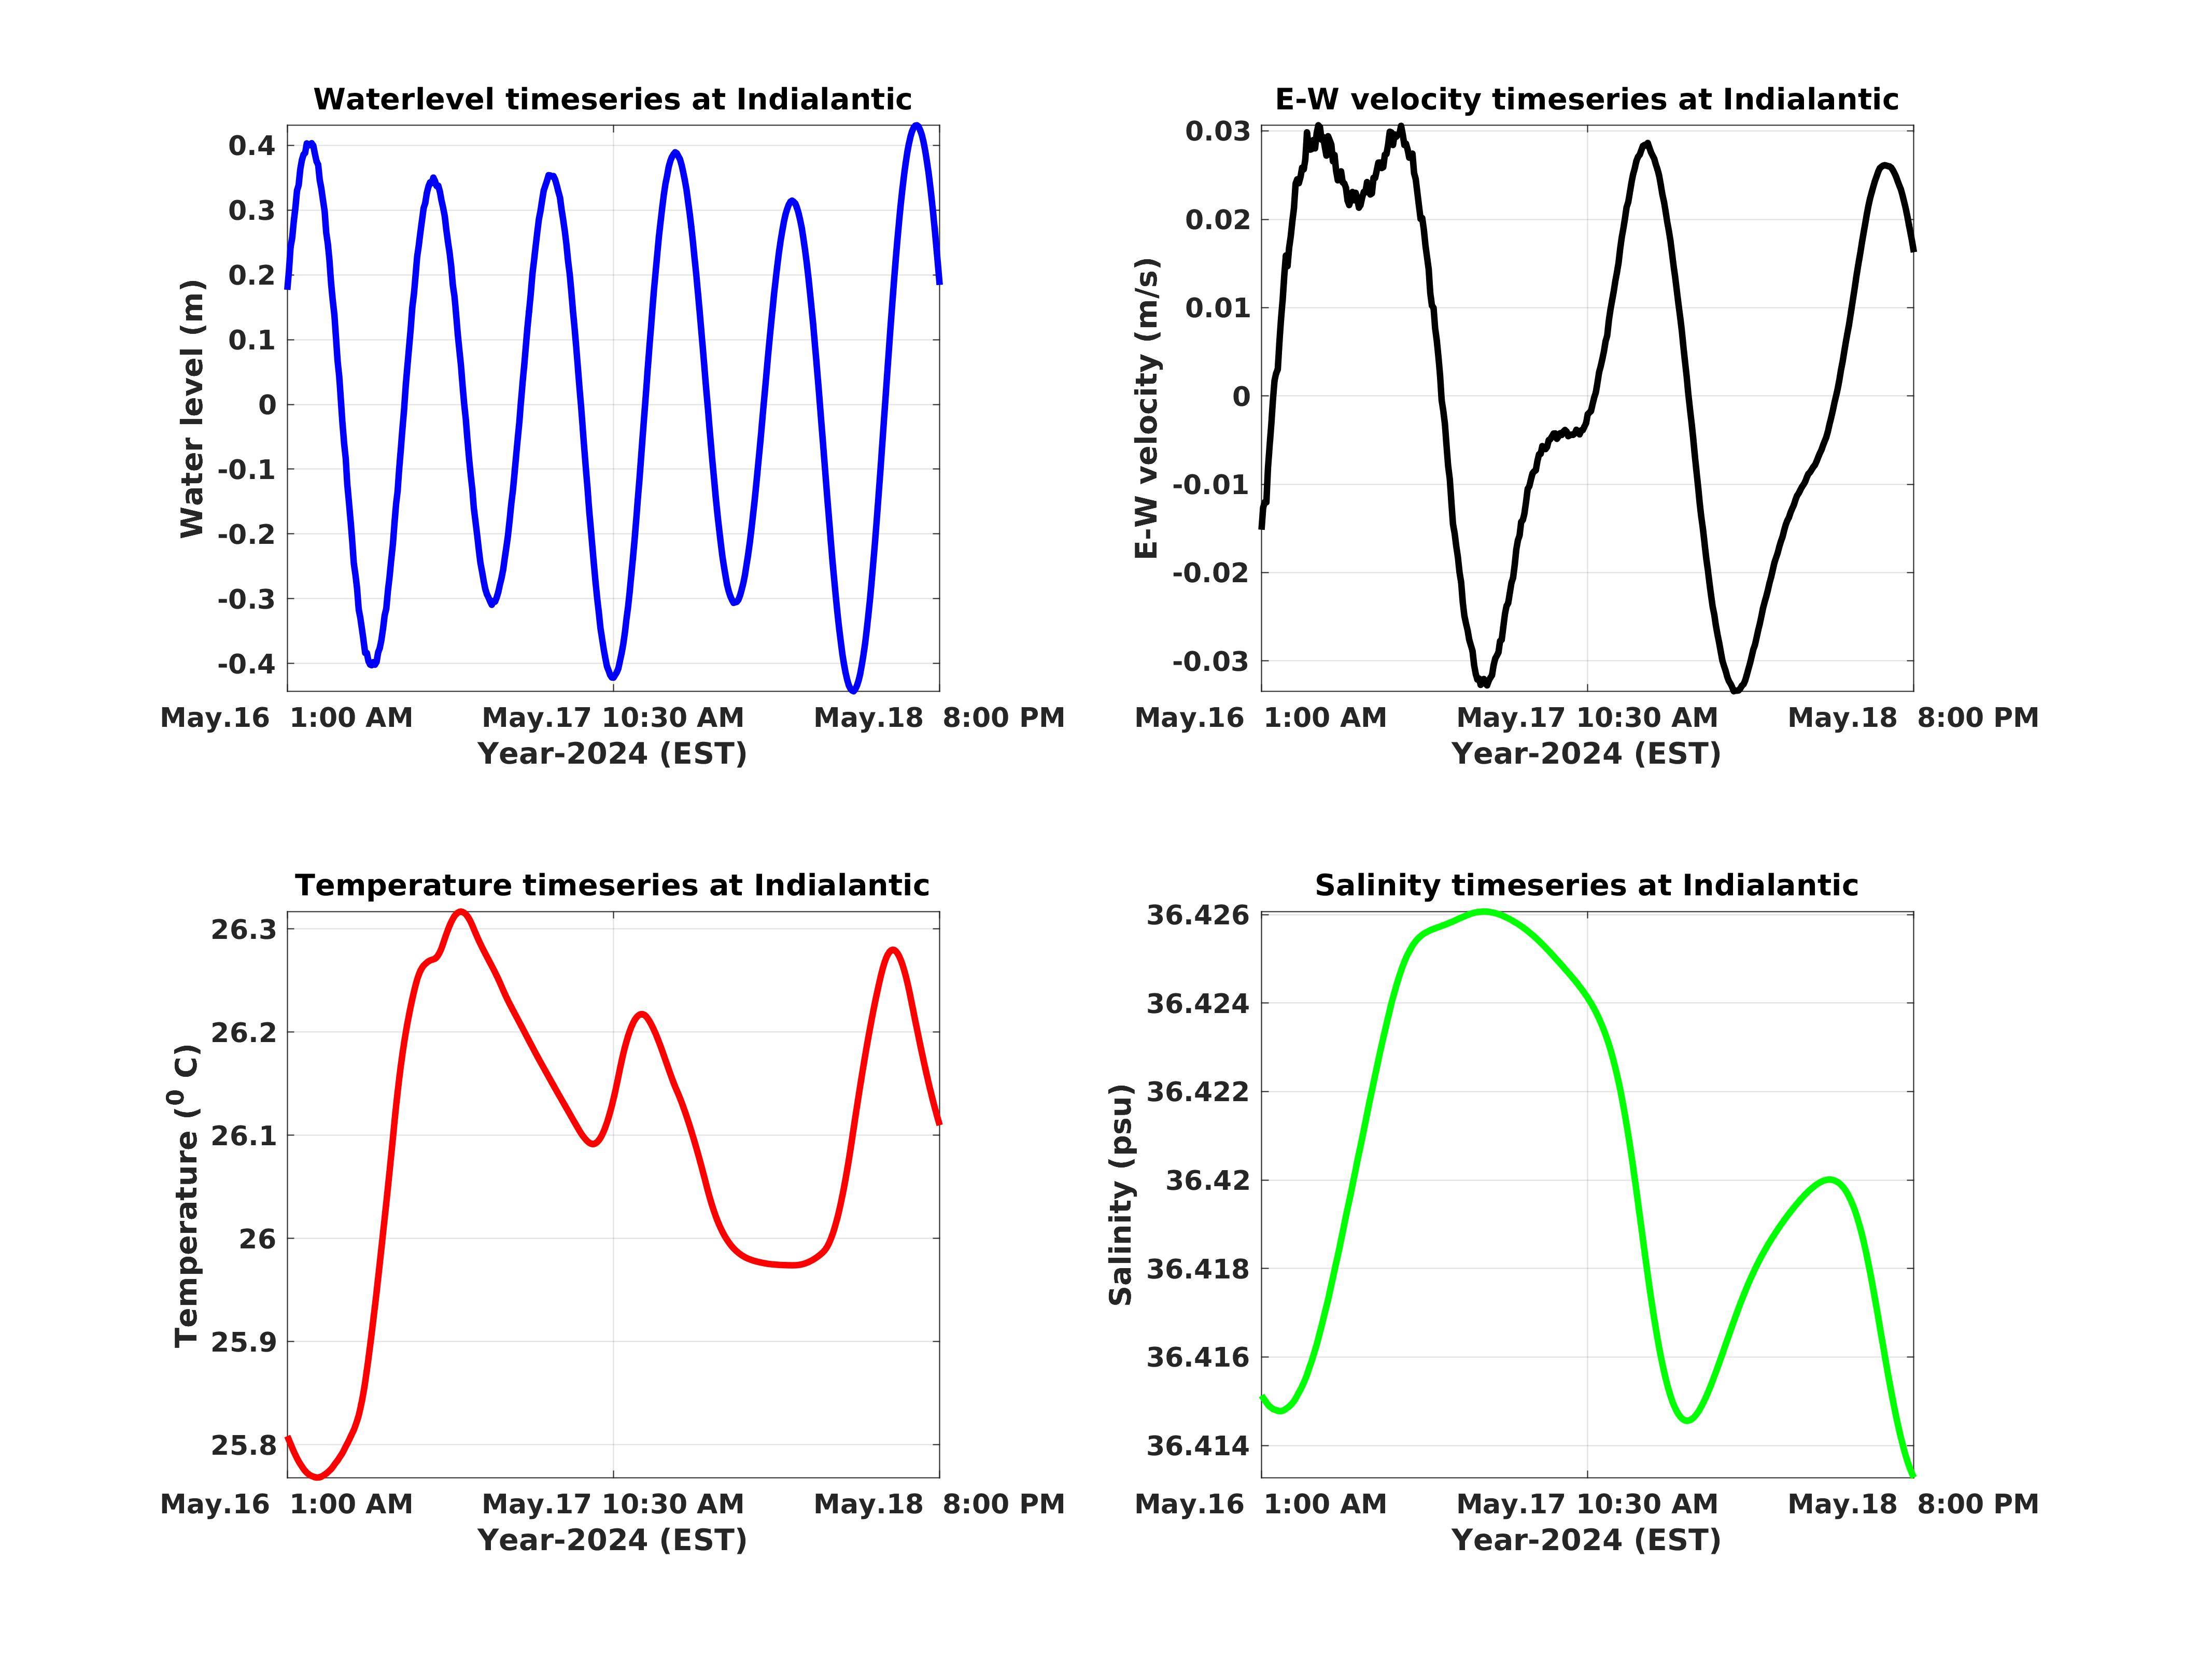 Waterlevel timeseries at Indialantic
0.4
0.3
0.2
0.1
0
-0.1
-0.2
-0.3
-0.4
Water level (m)
May.16 1:00 AM May.17 10:30 AM May.18 8:00 PM
Year-2024 (EST)
E-W velocity timeseries at Indialantic
0.03
0.02
0.01
0
-0.01
-0.02
-0.03
E-W velocity (m/s)
May.16 1:00 AM May.17 10:30 AM May.18 8:00 PM
Year-2024 (EST)
Temperature timeseries at Indialantic
26.3
26.2
26.1
26
25.9
25.8
Temperature (⁰ C)
May.16 1:00 AM May.17 10:30 AM May.18 8:00 PM
Year-2024 (EST)
Salinity timeseries at Indialantic
36.426
36.424
36.422
36.42
36.418
36.416
36.414
Salinity (psu)
May.16 1:00 AM May.17 10:30 AM May.18 8:00 PM
Year-2024 (EST)